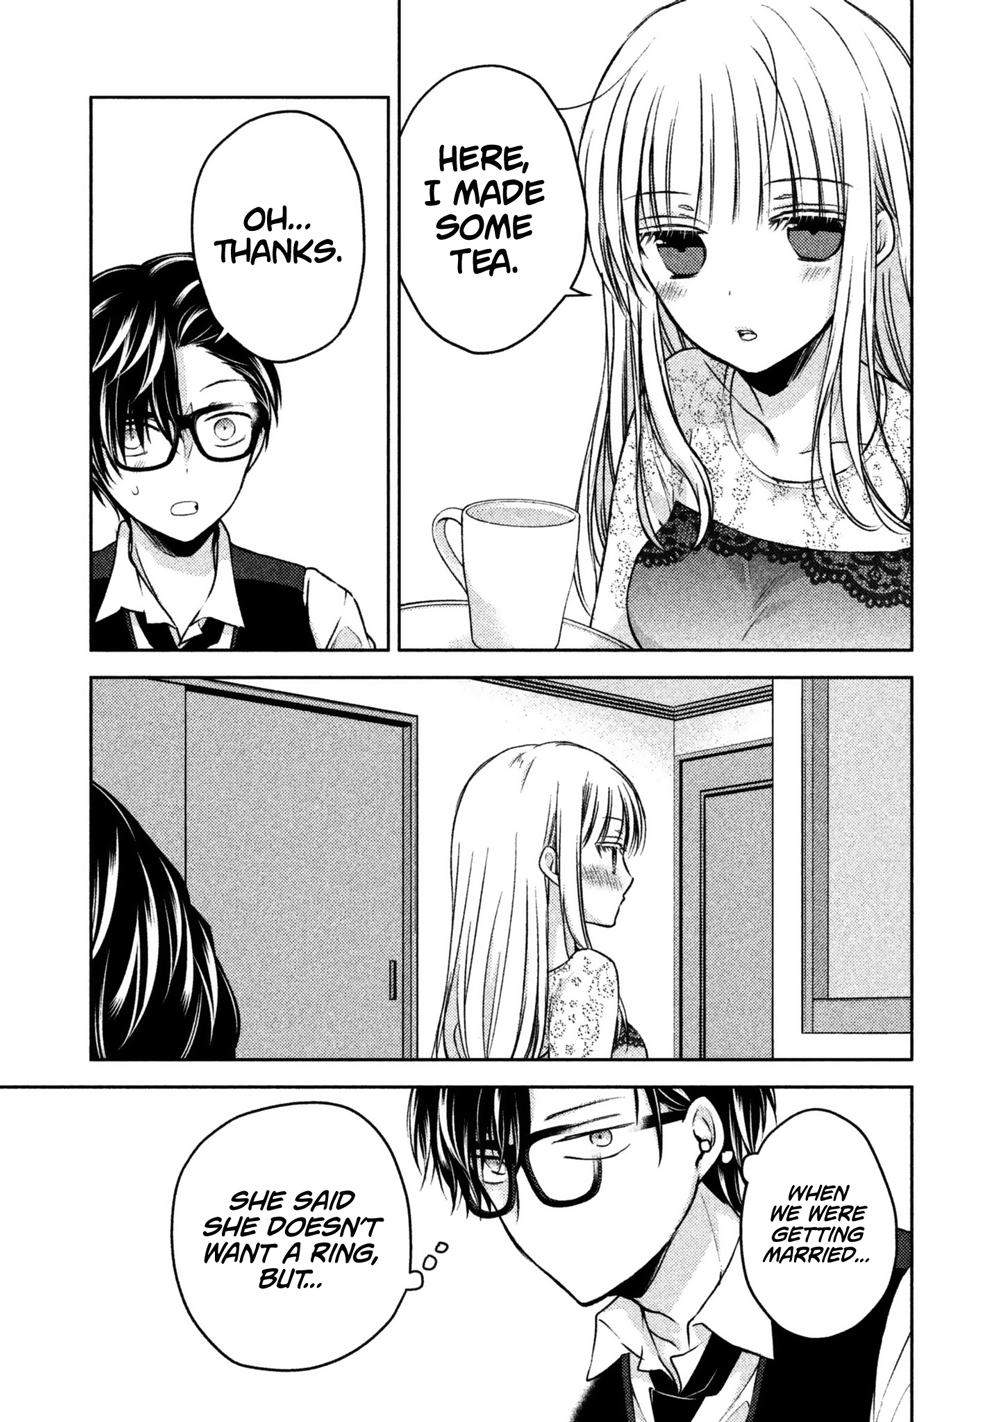 HERE,
I MADE
SOME
TEA.
OH...
THANKS.
WHEN
WE WERE
GETTING
MARRIED...
SHE SAID
SHE DOESN'T
WANT A RING,
BUT...